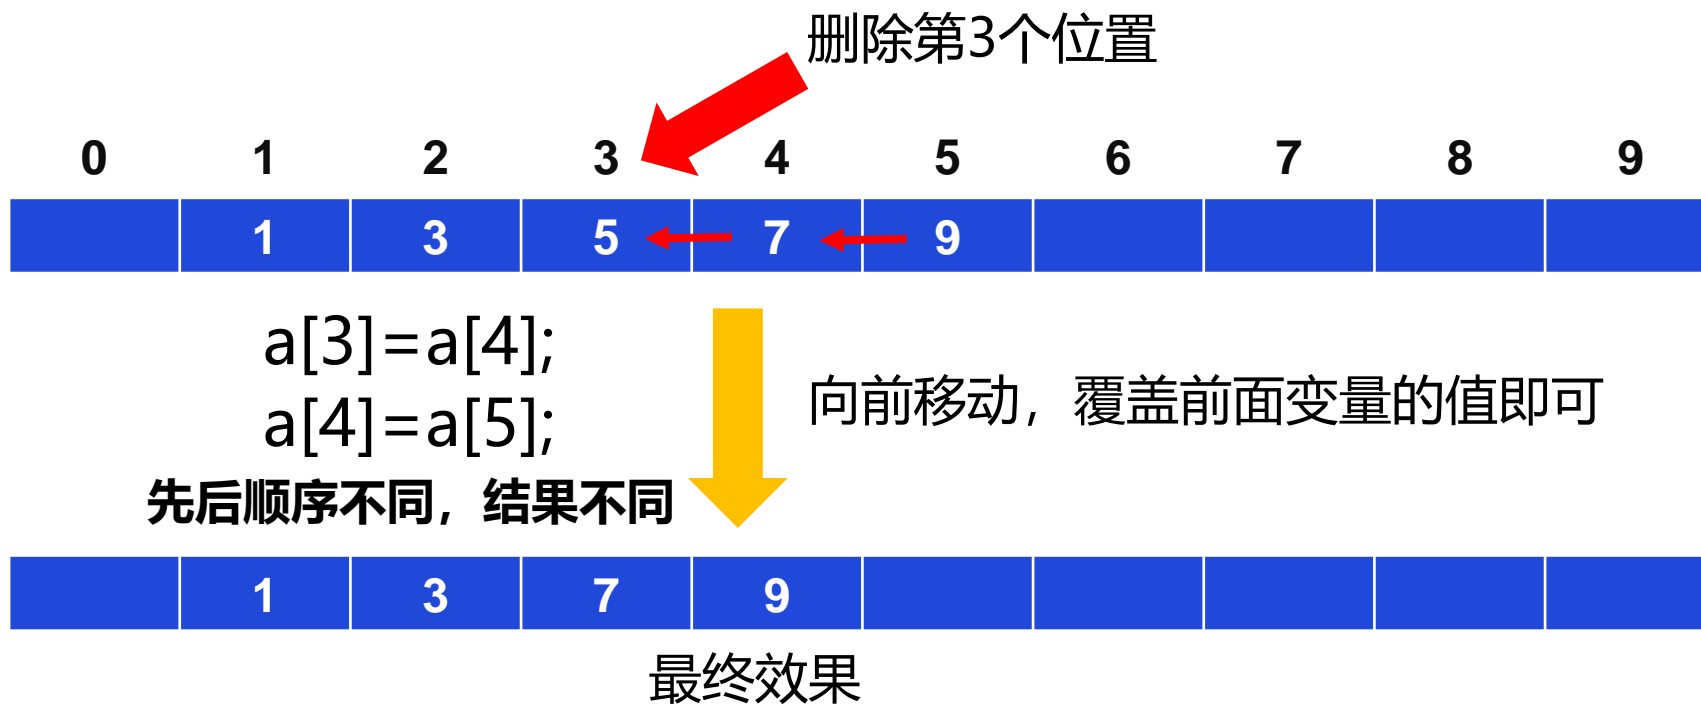 删除第3个位置
0 1 2 3 4 5 6 7 8 9
1 3 5 7 9
a[3]=a[4];
a[4]=a[5];
向前移动，覆盖前面变量的值即可
先后顺序不同，结果不同
1 3 7 9
最终效果